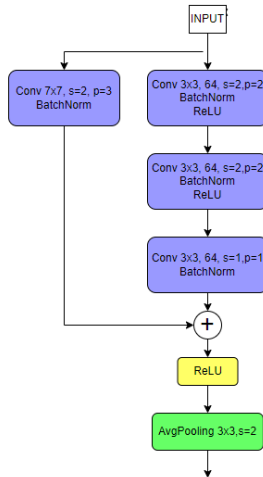 INPUT
Conv 7x7, s=2, p=3
BatchNorm
Conv 3x3, 64, s=2,p=2
BatchNorm
ReLU
Conv 3x3, 64, s=2,p=2
BatchNorm
ReLU
Conv 3x3, 64, s=1,p=1
BatchNorm
+
ReLU
AvgPooling 3x3,s=2